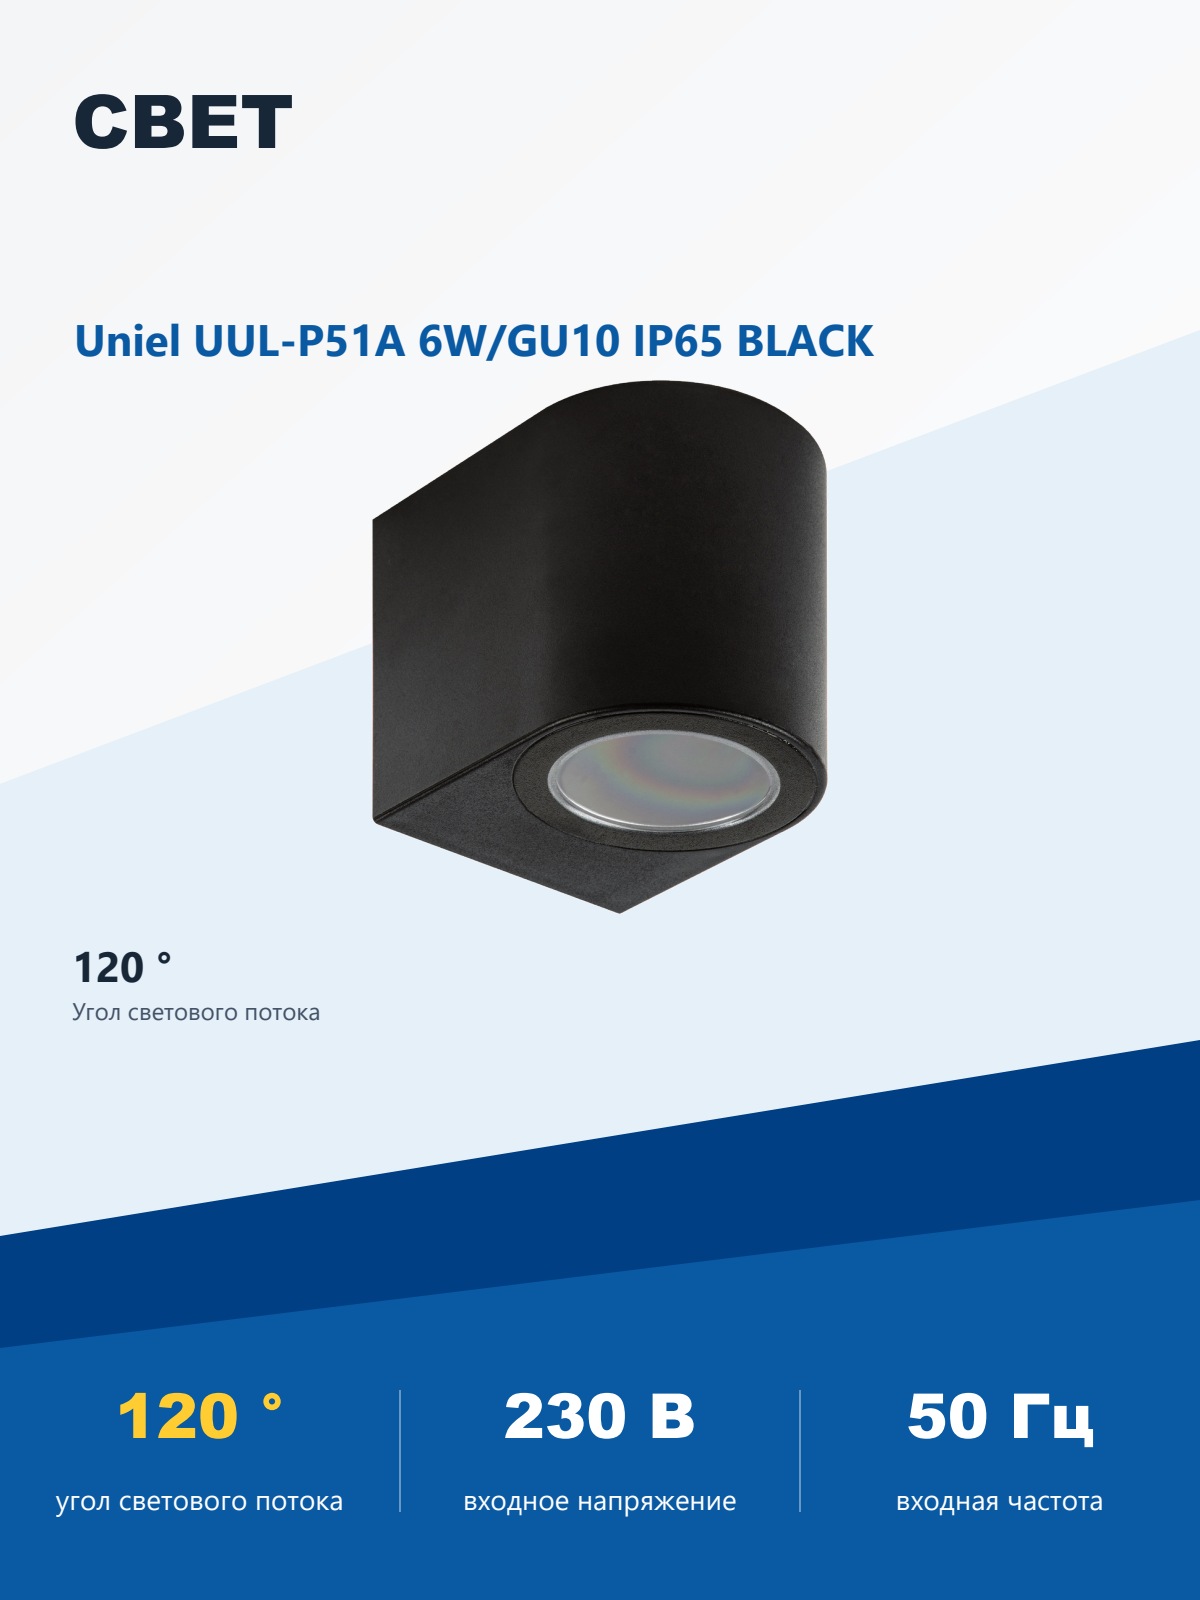 СВЕТ
Uniel UUL-P51A 6W/GU10 IP65 BLACK
120 °
Угол светового потока
120 °
угол светового потока
230 В
входное напряжение
50 Гц
входная частота